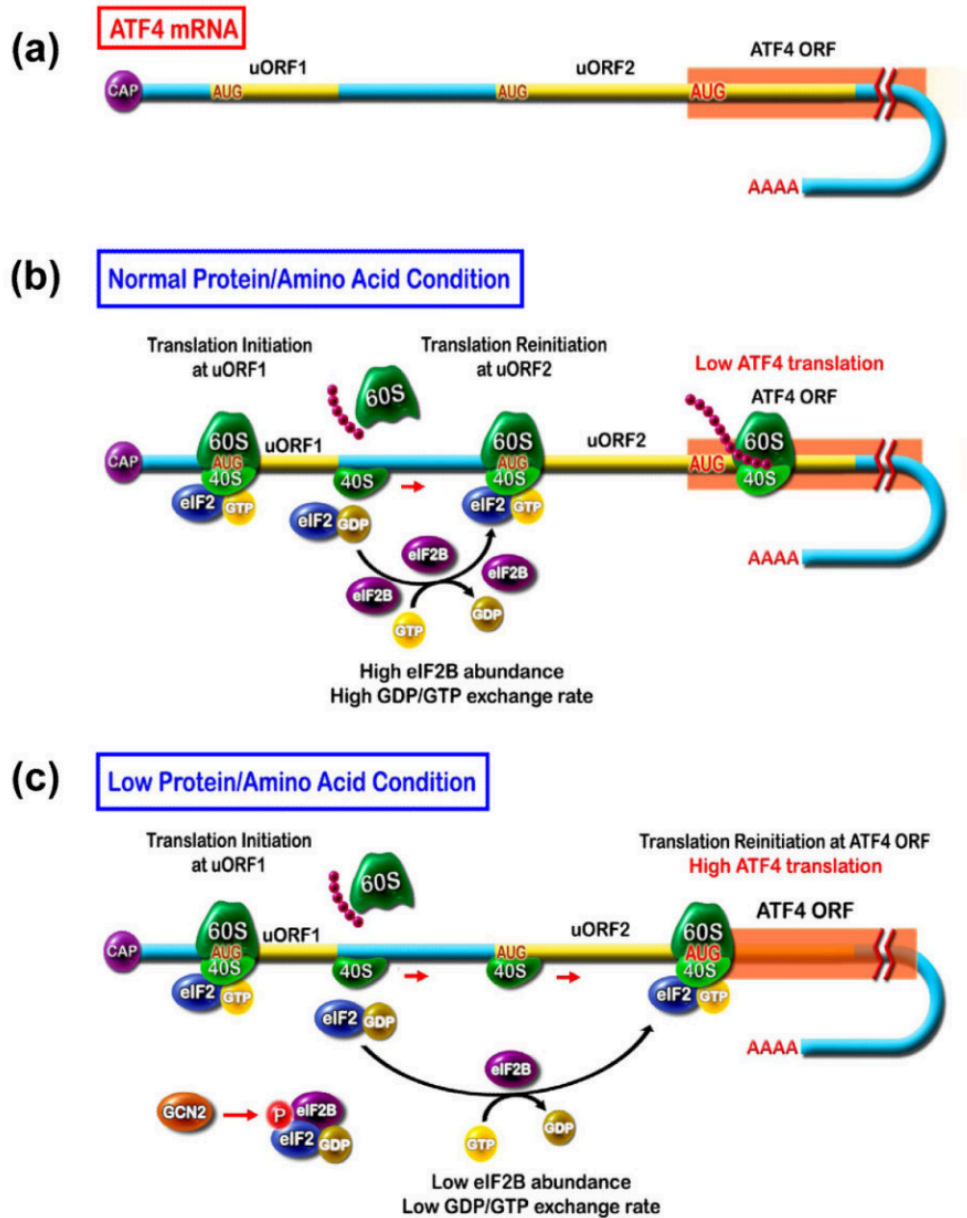 (a)
ATF4 mRNA
uORF1
uORF2
ATF4 ORF
CAP
AUG
AUG
AUG
AAAA
(b)
Normal Protein/Amino Acid Condition
Translation Initiation
at uORF1
60S
Translation Reinitiation
at uORF2
Low ATF4 translation
ATF4 ORF
CAP
60S
AUG
40S
uORF1
40S
60S
AUG
40S
uORF2
AUG
60S
40S
eIF2
GTP
eIF2
GDP
eIF2
GTP
eIF2B
eIF2B
eIF2B
GTP
GDP
AAAA
High eIF2B abundance
High GDP/GTP exchange rate
(c)
Low Protein/Amino Acid Condition
Translation Initiation
at uORF1
60S
Translation Reinitiation at ATF4 ORF
High ATF4 translation
ATF4 ORF
CAP
60S
AUG
40S
uORF1
40S
AUG
40S
uORF2
60S
AUG
40S
eIF2
GTP
eIF2
GDP
eIF2
GTP
AAAA
eIF2B
GCN2
P
eIF2B
eIF2
GDP
GTP
GDP
Low eIF2B abundance
Low GDP/GTP exchange rate